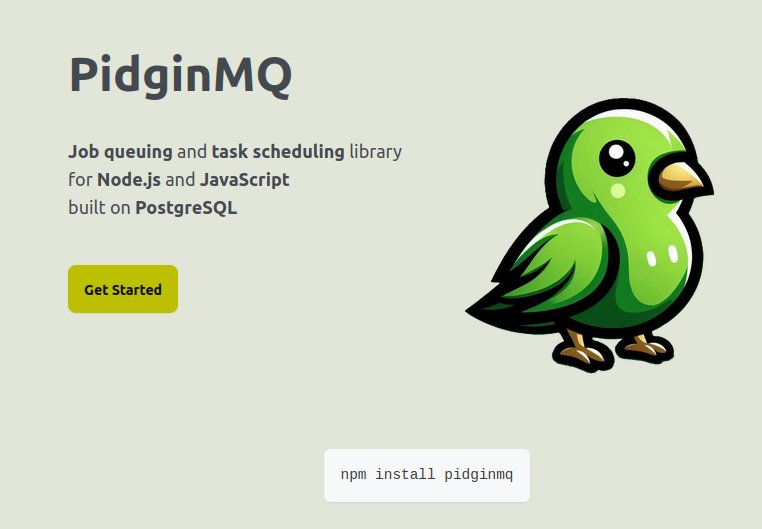 PidginMQ
Job queuing and task scheduling library
for Node.js and JavaScript
built on PostgreSQL
Get Started
npm install pidginmq